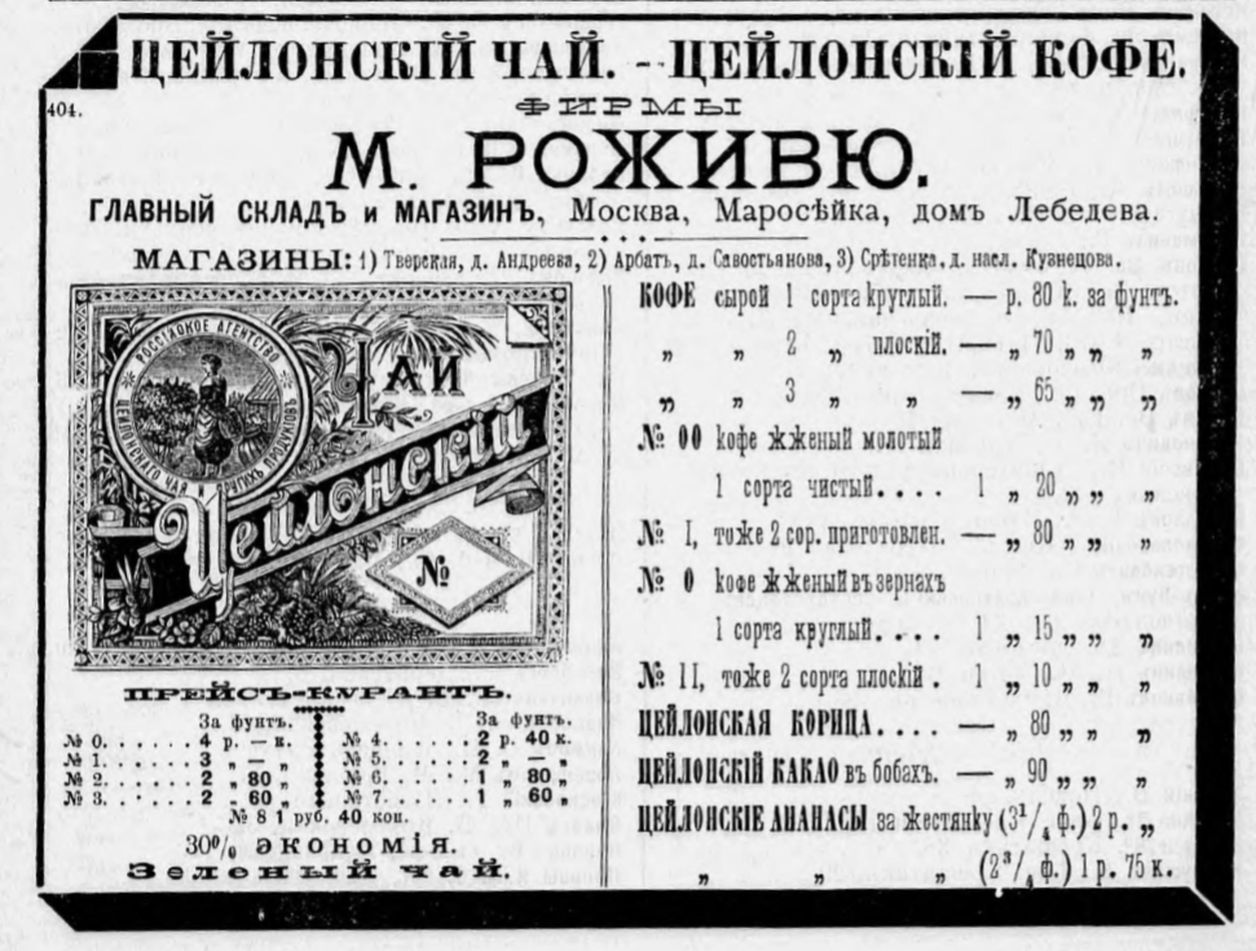 ЦЕЙЛОНСКІЙ ЧАЙ. - ЦЕЙЛОНСКІЙ КОФЕ.
404.
ФИРМЫ
М. РОЖИВЮ.
ГЛАВНЫЙ СКЛАДЪ и МАГАЗИНЪ, Москва, Маросѣйка, домъ Лебедева.
МАГАЗИНЫ: 1) Тверская, д. Андреева, 2) Арбатъ, д. Савостьянова, 3) Срѣтенка, д. насл. Кузнецова.
РОССІЙСКОЕ АГЕНТСТВО
ЦЕЙЛОНСКАГО ЧАЯ И ДРУГИХЪ ПРОДУКТОВЪ
ЧАЙ
Цейлонскій
№
ПРЕЙСЪ-КУРАНТЪ.
За фунтъ. За фунтъ.
№ 0. . . . . . . 4 р. — „ № 4 . . . . . . 2 р. 40 к.
№ 1. . . . . . . 3 „ — „ № 5. . . . . . 2 „ — „
№ 2. . . . . . . 2 „ 80 „ № 6 . . . . . . 1 „ 80 „
№ 3. . . . . . . 2 „ 60 „ № 7 . . . . . . 1 „ 60 „
№ 8 1 руб. 40 коп.
30% ЭКОНОМІЯ.
Зеленый чай
КОФЕ сырой 1 сорта круглый. — р. 80 к. за фунтъ.
„ „ 2 „ плоскій. „ 70 „ „ „
„ „ 3 „ „ — „ 65 „ „ „
№ 00 кофе жженый молотый
1 сорта чистый. . . . 1 „ 20 „ „ „
№ I, тоже 2 сор. приготовлен. — „ 80 „ „ „
№ 0 кофе жженый въ зернахъ
1 сорта круглый. . . . 1 „ 15 „ „ „
№ II, тоже 2 сорта плоскій . 1 „ 10 „ „ „
ЦЕЙЛОНСКАЯ КОРИЦА. . . . — „ 80 „ „ „
ЦЕЙЛОНСКІЙ КАКАО въ бобахъ. — „ 90 „ „ „
ЦЕЙЛОНСКІЕ АНАНАСЫ за жестянку (3¼ ф.) 2 р. „
„ „ „ (2¾ ф.) 1 р. 75 к.